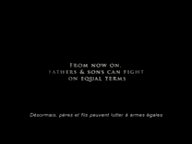 FROM NOW ON,
FATHERS & SONS CAN FIGHT
ON EQUAL TERMS
Désormais, pères et fils peuvent lutter à armes égales